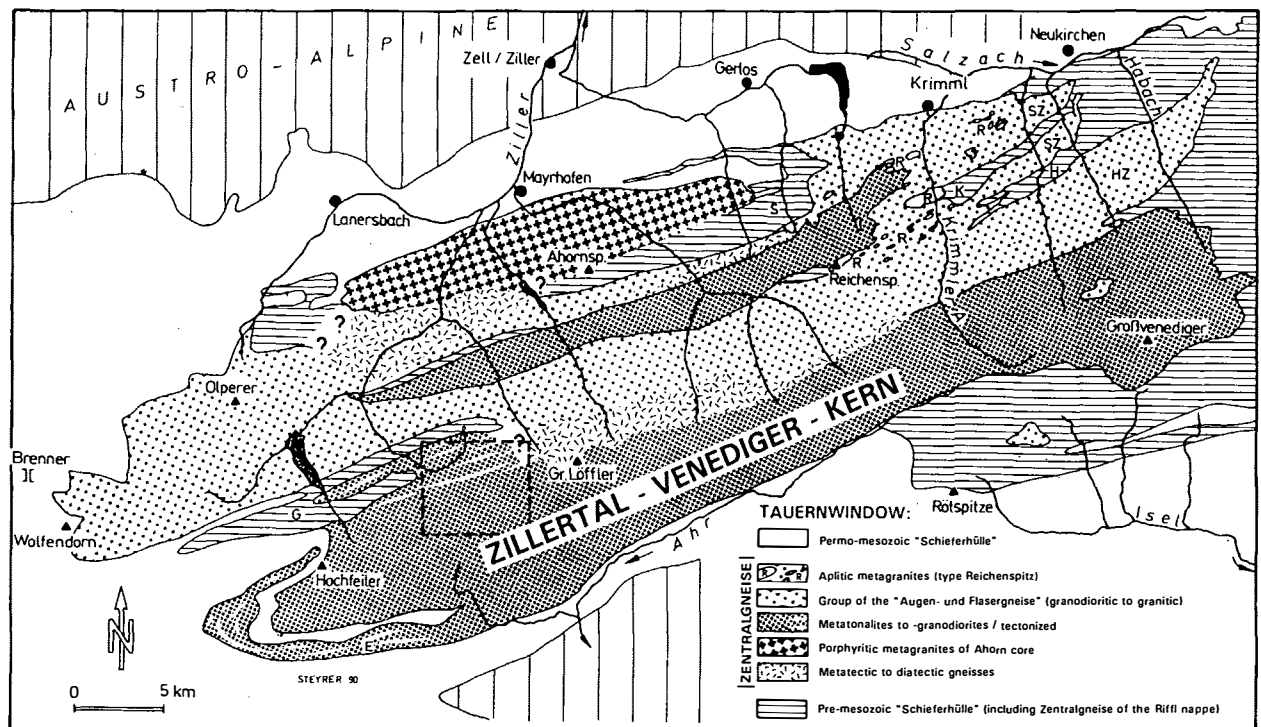 AUSTRO-ALPINE
Zell / Ziller
Ziller
Gerlos
Salzach
Neukirchen
Krimml
Habach
Mayrhofen
Lanersbach
Ahornsp.
S
R
R
R
K
R
R
R
SZ
SZ
H
HZ
Krimmler A.
Reichensp.
Großvenediger
?
?
?
?
Olperer
Brenner
Wolfendorn
G
Gr. Löffler
ZILLERTAL - VENEDIGER - KERN
Hochfeiler
E
Ahr
Rötspitze
Isel
N
0 5 km
STEYRER 90
TAUERNWINDOW:
Permo-mesozoic "Schieferhülle"
ZENTRALGNEISE
R R Aplitic metagranites (type Reichenspitz)
Group of the "Augen- und Flasergneise" (granodioritic to granitic)
Metatonalites to -granodiorites / tectonized
Porphyritic metagranites of Ahorn core
Metatectic to diatectic gneisses
Pre-mesozoic "Schieferhülle" (including Zentralgneise of the Riffl nappe)